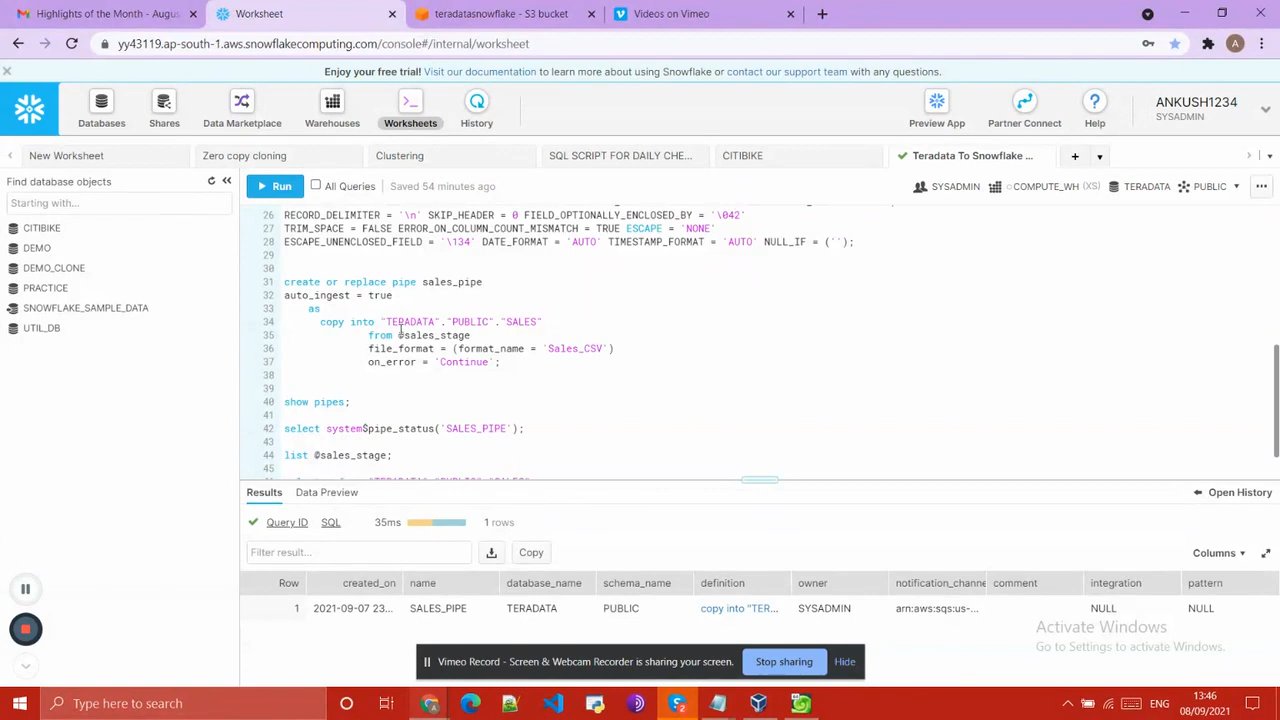 Highlights of the Month - Augus
Worksheet
teradatasnowflake - S3 bucket
Videos on Vimeo
yy43119.ap-south-1.aws.snowflakecomputing.com/console#/internal/worksheet
A
Enjoy your free trial! Visit our documentation to learn more about using Snowflake or contact our support team with any questions.
Databases
Shares
Data Marketplace
Warehouses
Worksheets
History
Preview App
Partner Connect
Help
ANKUSH1234
SYSADMIN
New Worksheet
Zero copy cloning
Clustering
SQL SCRIPT FOR DAILY CHE...
CITIBIKE
Teradata To Snowflake ...
Find database objects
Starting with...
CITIBIKE
DEMO
DEMO_CLONE
PRACTICE
SNOWFLAKE_SAMPLE_DATA
UTIL_DB
Run
All Queries
Saved 54 minutes ago
SYSADMIN
COMPUTE_WH (XS)
TERADATA
PUBLIC
26 RECORD_DELIMITER = '\n' SKIP_HEADER = 0 FIELD_OPTIONALLY_ENCLOSED_BY = '\042'
27 TRIM_SPACE = FALSE ERROR_ON_COLUMN_COUNT_MISMATCH = TRUE ESCAPE = 'NONE'
28 ESCAPE_UNENCLOSED_FIELD = '\134' DATE_FORMAT = 'AUTO' TIMESTAMP_FORMAT = 'AUTO' NULL_IF = ('');
29
30
31 create or replace pipe sales_pipe
32 auto_ingest = true
33 as
34 copy into "TERADATA"."PUBLIC"."SALES"
35 from @sales_stage
36 file_format = (format_name = 'Sales_CSV')
37 on_error = 'Continue';
38
39
40 show pipes;
41
42 select system$pipe_status('SALES_PIPE');
43
44 list @sales_stage;
45
Results
Data Preview
Open History
Query ID
SQL
35ms
1 rows
Filter result...
Copy
Columns
Row created_on name database_name schema_name definition owner notification_channe comment integration pattern
1 2021-09-07 23... SALES_PIPE TERADATA PUBLIC copy into "TER... SYSADMIN arn:aws:sqs:us-... NULL NULL
Activate Windows
Go to Settings to activate Windows.
Vimeo Record - Screen & Webcam Recorder is sharing your screen.
Stop sharing
Hide
Type here to search
ENG
13:46
08/09/2021